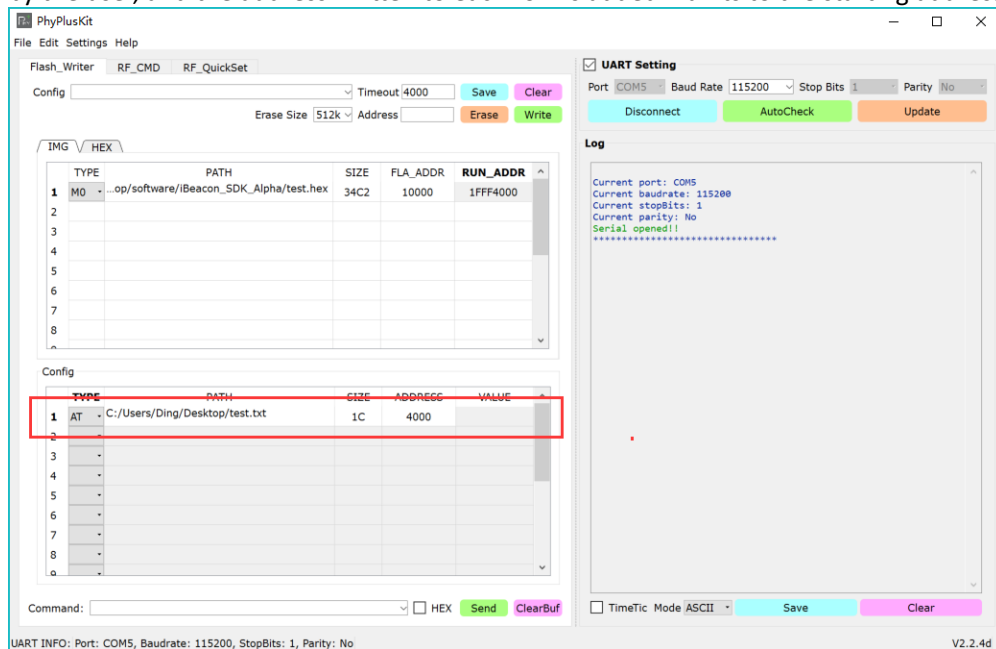 PhyPlusKit
File Edit Settings Help
Flash_Writer RF_CMD RF_QuickSet
Config Timeout 4000 Save Clear
Erase Size 512k Address Erase Write
IMG HEX
TYPE PATH SIZE FLA_ADDR RUN_ADDR
1 M0 ...op/software/iBeacon_SDK_Alpha/test.hex 34C2 10000 1FFF4000
2
3
4
5
6
7
8
Config
TYPE PATH SIZE ADDRESS VALUE
1 AT C:/Users/Ding/Desktop/test.txt 1C 4000
2
3
4
5
6
7
8
9
Command: HEX Send ClearBuf
UART Setting
Port COM5 Baud Rate 115200 Stop Bits 1 Parity No
Disconnect AutoCheck Update
Log
Current port: COM5
Current baudrate: 115200
Current stopBits: 1
Current parity: No
Serial opened!!
********************************
TimeTic Mode ASCII Save Clear
UART INFO: Port: COM5, Baudrate: 115200, StopBits: 1, Parity: No V2.2.4d